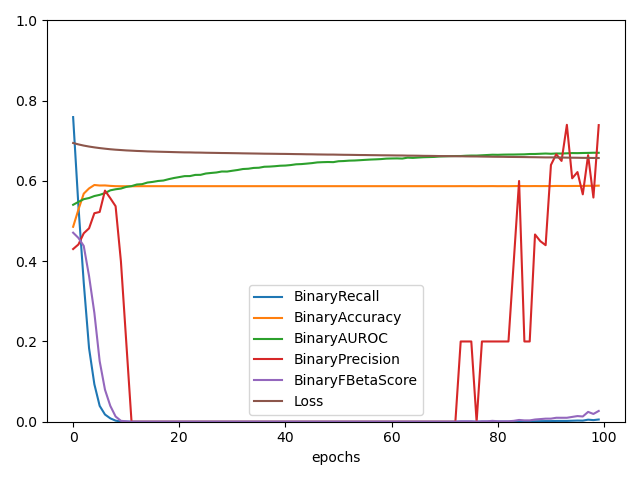 1.0
0.8
0.6
0.4
0.2
0.0
BinaryRecall
BinaryAccuracy
BinaryAUROC
BinaryPrecision
BinaryFBetaScore
Loss
0 20 40 60 80 100
epochs